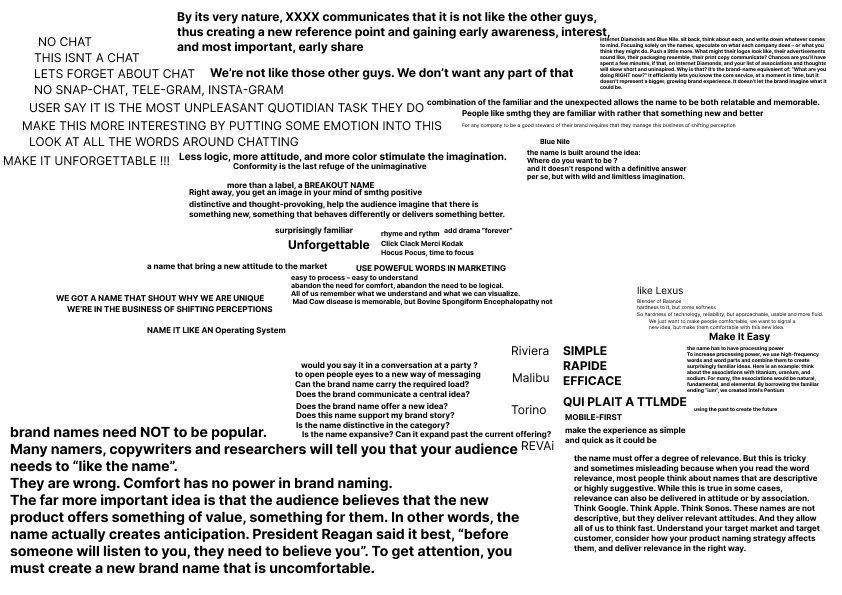 By its very nature, XXXX communicates that it is not like the other guys,
thus creating a new reference point and gaining early awareness, interest,
and most important, early share
NO CHAT
THIS ISNT A CHAT
LETS FORGET ABOUT CHAT
We're not like those other guys. We don't want any part of that
NO SNAP-CHAT, TELE-GRAM, INSTA-GRAM
USER SAY IT IS THE MOST UNPLEASANT QUOTIDIAN TASK THEY DO
MAKE THIS MORE INTERESTING BY PUTTING SOME EMOTION INTO THIS
LOOK AT ALL THE WORDS AROUND CHATTING
MAKE IT UNFORGETTABLE !!!
Internet Diamonds and Blue Nile. sit back, think about each, and write down whatever comes
to mind. Focusing solely on the names, speculate on what each company does – or what you
think they might do. Push a little more. What might their logos look like, their advertisements
sound like, their packaging resemble, their print copy communicate? Chances are you'll have
spent a few minutes, if that, on Internet Diamonds, and your list of associations and thoughts
will skew short and uninspired. Why is that? It's the brand-name equivalent of: "What are you
doing RIGHT now?" It efficiently lets you know the core service, at a moment in time, but it
doesn't represent a bigger, growing brand experience. It doesn't let the brand imagine what it
could be.
combination of the familiar and the unexpected allows the name to be both relatable and memorable.
People like smthg they are familiar with rather that something new and better
For any company to be a good steward of their brand requires that they manage this business of shifting perception
Blue Nile
the name is built around the idea:
Where do you want to be ?
and it doesn't respond with a definitive answer
per se, but with wild and limitless imagination.
Less logic, more attitude, and more color stimulate the imagination.
Conformity is the last refuge of the unimaginative
more than a label, a BREAKOUT NAME
Right away, you get an image in your mind of smthg positive
distinctive and thought-provoking, help the audience imagine that there is
something new, something that behaves differently or delivers something better.
surprisingly familiar
Unforgettable
rhyme and rythm
add drama "forever"
Click Clack Merci Kodak
Hocus Pocus, time to focus
a name that bring a new attitude to the market
USE POWERFUL WORDS IN MARKETING
easy to process – easy to understand
abandon the need for comfort, abandon the need to be logical.
All of us remember what we understand and what we can visualize.
Mad Cow disease is memorable, but Bovine Spongiform Encephalopathy not
WE GOT A NAME THAT SHOUT WHY WE ARE UNIQUE
WE'RE IN THE BUSINESS OF SHIFTING PERCEPTIONS
NAME IT LIKE AN Operating System
like Lexus
Blender of Balance
hardness to it, but some softness
So hardness of technology, reliability, but approachable, usable and more fluid.
We just want to make people comfortable, we want to signal a
new idea, but make them comfortable with this new idea.
Make It Easy
the name has to have processing power
To increase processing power, we use high-frequency
words and word parts and combine them to create
surprisingly familiar ideas. Here is an example: think
about the associations with titanium, uranium, and
sodium. For many, the associations would be natural,
fundamental, and elemental. By borrowing the familiar
ending "ium", we created Intel's Pentium
using the past to create the future
Riviera
Malibu
Torino
REVAi
SIMPLE
RAPIDE
EFFICACE
QUI PLAIT A TTLMDE
MOBILE-FIRST
make the experience as simple
and quick as it could be
would you say it in a conversation at a party ?
to open people eyes to a new way of messaging
Can the brand name carry the required load?
Does the brand communicate a central idea?
Does the brand name offer a new idea?
Does this name support my brand story?
Is the name distinctive in the category?
Is the name expansive? Can it expand past the current offering?
brand names need NOT to be popular.
Many namers, copywriters and researchers will tell you that your audience
needs to "like the name".
They are wrong. Comfort has no power in brand naming.
The far more important idea is that the audience believes that the new
product offers something of value, something for them. In other words, the
name actually creates anticipation. President Reagan said it best, "before
someone will listen to you, they need to believe you". To get attention, you
must create a new brand name that is uncomfortable.
the name must offer a degree of relevance. But this is tricky
and sometimes misleading because when you read the word
relevance, most people think about names that are descriptive
or highly suggestive. While this is true in some cases,
relevance can also be delivered in attitude or by association.
Think Google. Think Apple. Think Sonos. These names are not
descriptive, but they deliver relevant attitudes. And they allow
all of us to think fast. Understand your target market and target
customer, consider how your product naming strategy affects
them, and deliver relevance in the right way.